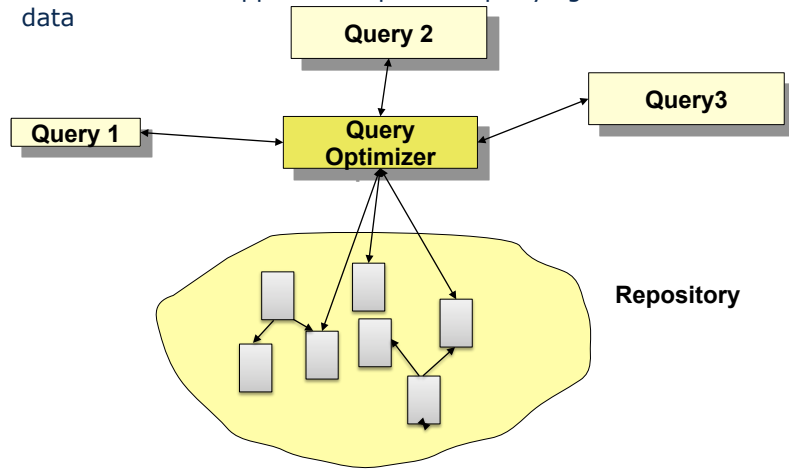 data
Query 2
Query3
Query 1
Query
Optimizer
Repository